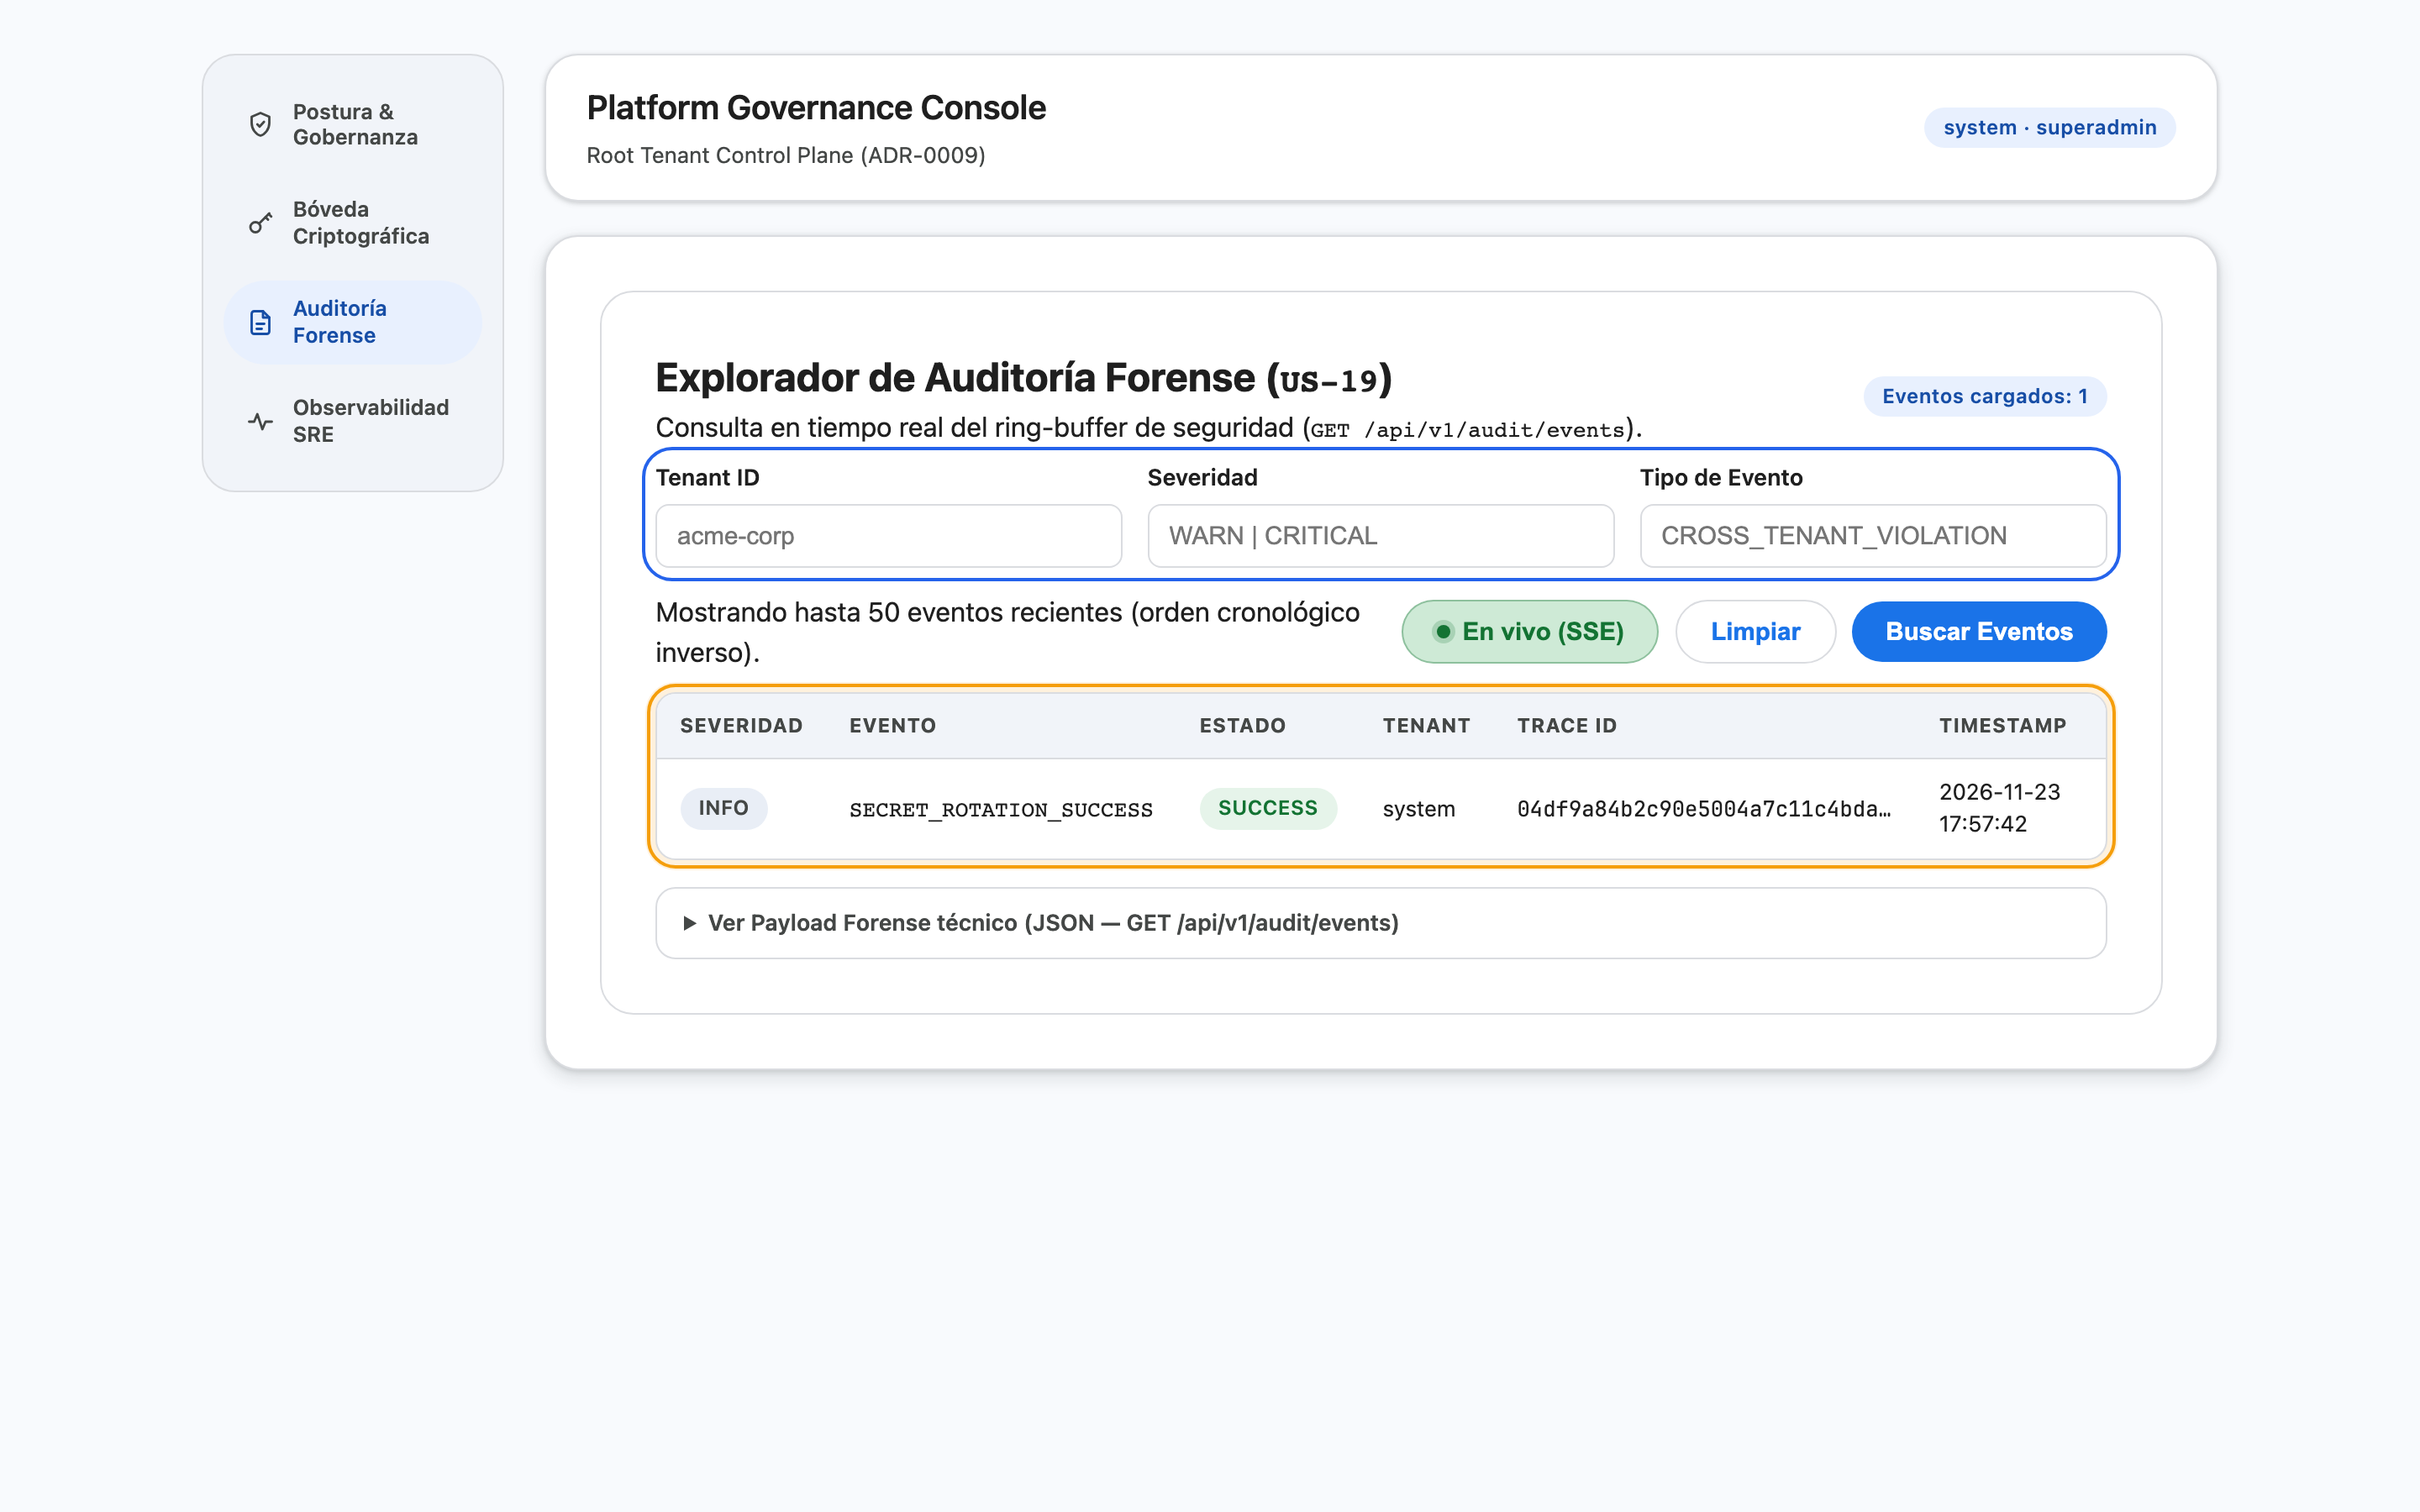 Postura &
Gobernanza
Bóveda
Criptográfica
Auditoría
Forense
Observabilidad
SRE
Platform Governance Console
Root Tenant Control Plane (ADR-0009)
system · superadmin
Explorador de Auditoría Forense (US-19)
Consulta en tiempo real del ring-buffer de seguridad (GET /api/v1/audit/events).
Eventos cargados: 1
Tenant ID Severidad Tipo de Evento
acme-corp WARN | CRITICAL CROSS_TENANT_VIOLATION
Mostrando hasta 50 eventos recientes (orden cronológico
inverso).
En vivo (SSE) Limpiar Buscar Eventos
SEVERIDAD EVENTO ESTADO TENANT TRACE ID TIMESTAMP
INFO SECRET_ROTATION_SUCCESS SUCCESS system 04df9a84b2c90e5004a7c11c4bda… 2026-11-23
17:57:42
Ver Payload Forense técnico (JSON — GET /api/v1/audit/events)